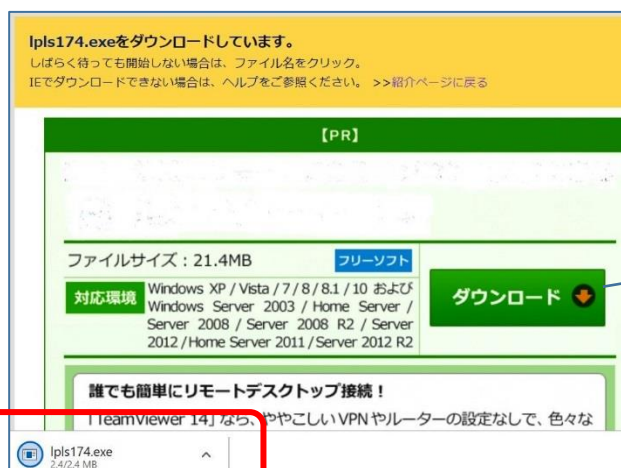 lpls174.exeをダウンロードしています。
しばらく待っても開始しない場合は、ファイル名をクリック。
IEでダウンロードできない場合は、ヘルプをご参照ください。 >>紹介ページに戻る
【PR】
ファイルサイズ：21.4MB
フリーソフト
対応環境
Windows XP / Vista / 7 / 8 / 8.1 / 10 および
Windows Server 2003 / Home Server /
Server 2008 / Server 2008 R2 / Server
2012 / Home Server 2011 / Server 2012 R2
ダウンロード
誰でも簡単にリモートデスクトップ接続！
「TeamViewer 14」なら、ややこしいVPNやルーターの設定なしで、色々な
lpls174.exe
2.4/2.4 MB